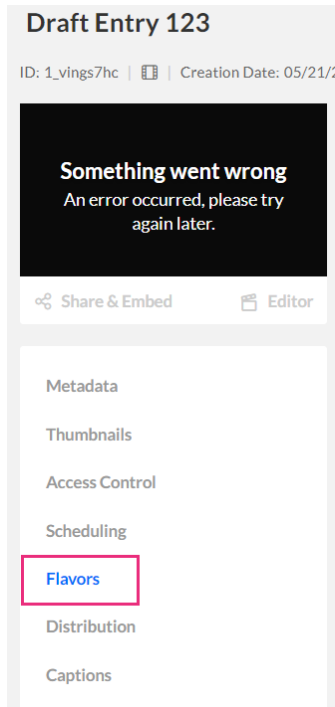 Draft Entry 123
ID: 1_vings7hc | | Creation Date: 05/21/2
Something went wrong
An error occurred, please try
again later.
Share & Embed Editor
Metadata
Thumbnails
Access Control
Scheduling
Flavors
Distribution
Captions